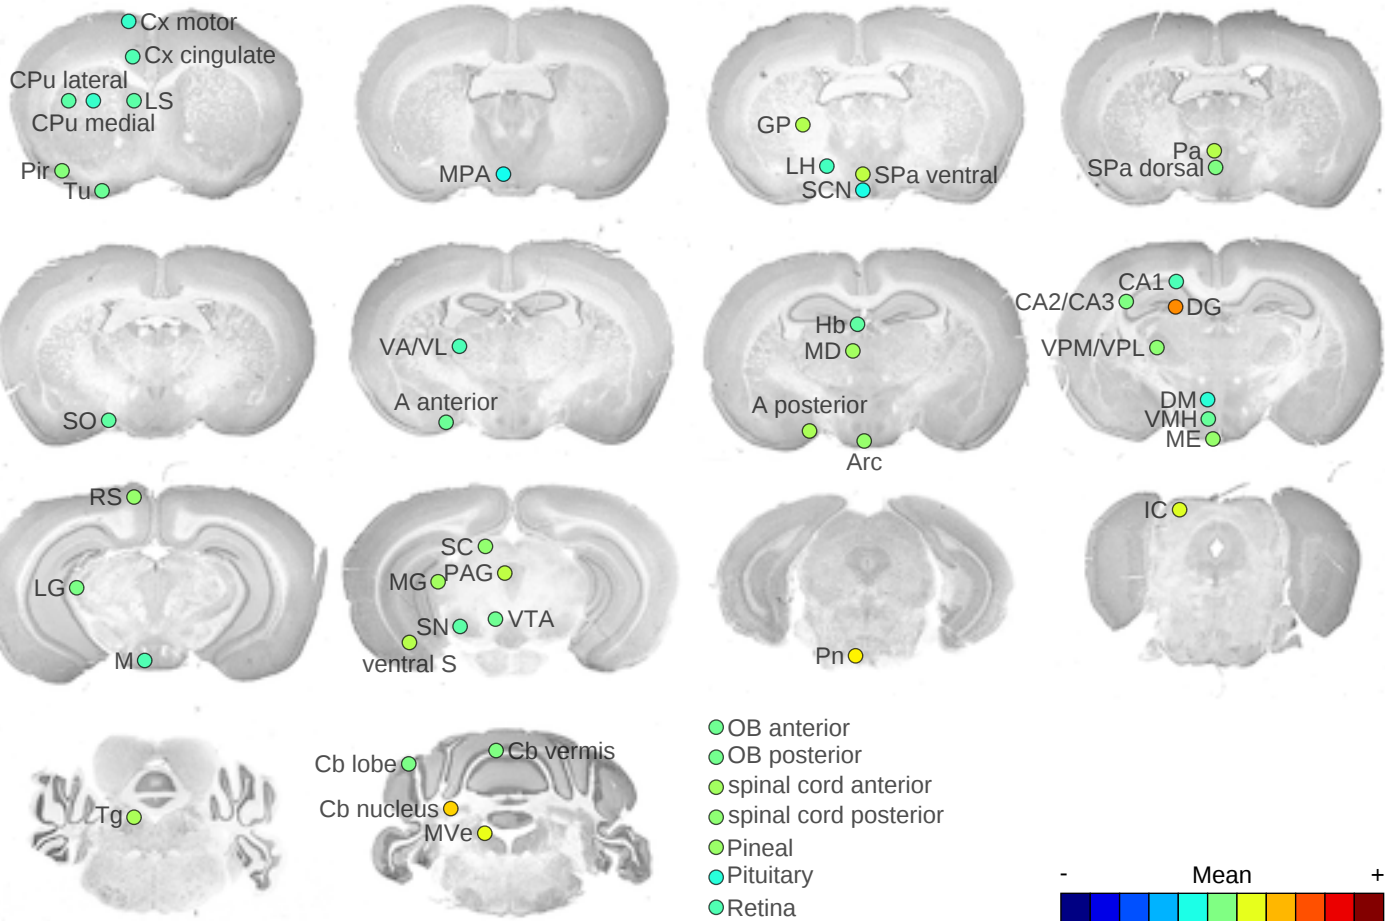 Cx motor
Cx cingulate
CPu lateral
LS
CPu medial
Pir
Tu
MPA
GP
LH
SPa ventral
SCN
Pa
SPa dorsal
SO
VA/VL
A anterior
Hb
MD
A posterior
Arc
CA1
CA2/CA3
DG
VPM/VPL
DM
VMH
ME
RS
LG
M
SC
MG
PAG
SN
VTA
ventral S
Pn
IC
Tg
Cb lobe
Cb vermis
Cb nucleus
MVe
OB anterior
OB posterior
spinal cord anterior
spinal cord posterior
Pineal
Pituitary
Retina
- Mean +